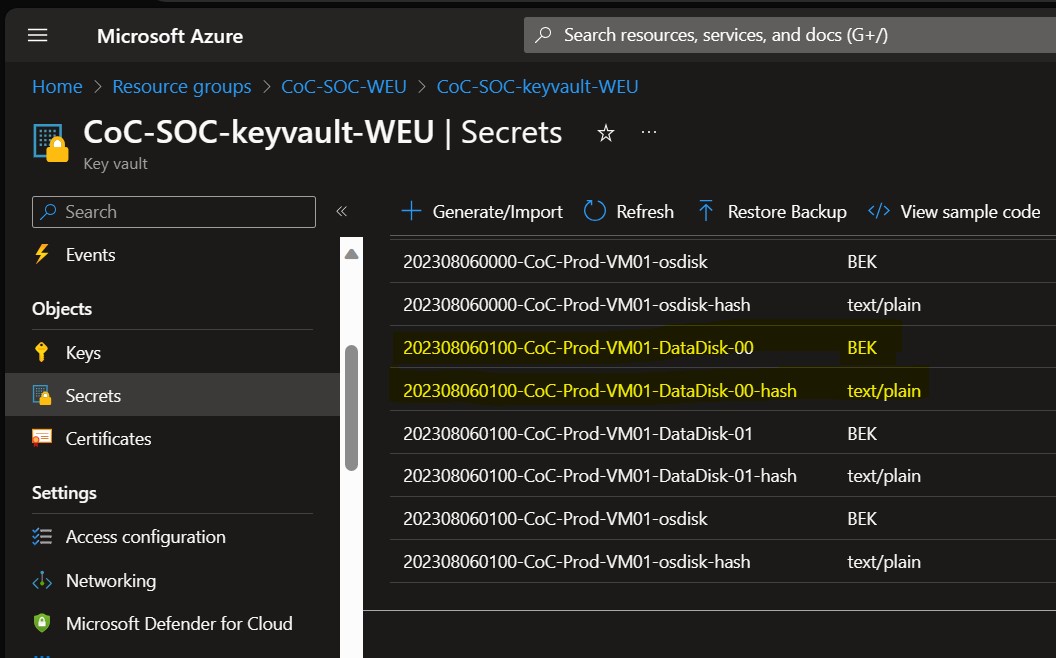 Microsoft Azure
Search resources, services, and docs (G+/)
Home > Resource groups > CoC-SOC-WEU > CoC-SOC-keyvault-WEU
CoC-SOC-keyvault-WEU | Secrets
Key vault
Search
Generate/Import Refresh Restore Backup </> View sample code
Events
Objects
Keys
Secrets
Certificates
Settings
Access configuration
Networking
Microsoft Defender for Cloud
202308060000-CoC-Prod-VM01-osdisk BEK
202308060000-CoC-Prod-VM01-osdisk-hash text/plain
202308060100-CoC-Prod-VM01-DataDisk-00 BEK
202308060100-CoC-Prod-VM01-DataDisk-00-hash text/plain
202308060100-CoC-Prod-VM01-DataDisk-01 BEK
202308060100-CoC-Prod-VM01-DataDisk-01-hash text/plain
202308060100-CoC-Prod-VM01-osdisk BEK
202308060100-CoC-Prod-VM01-osdisk-hash text/plain